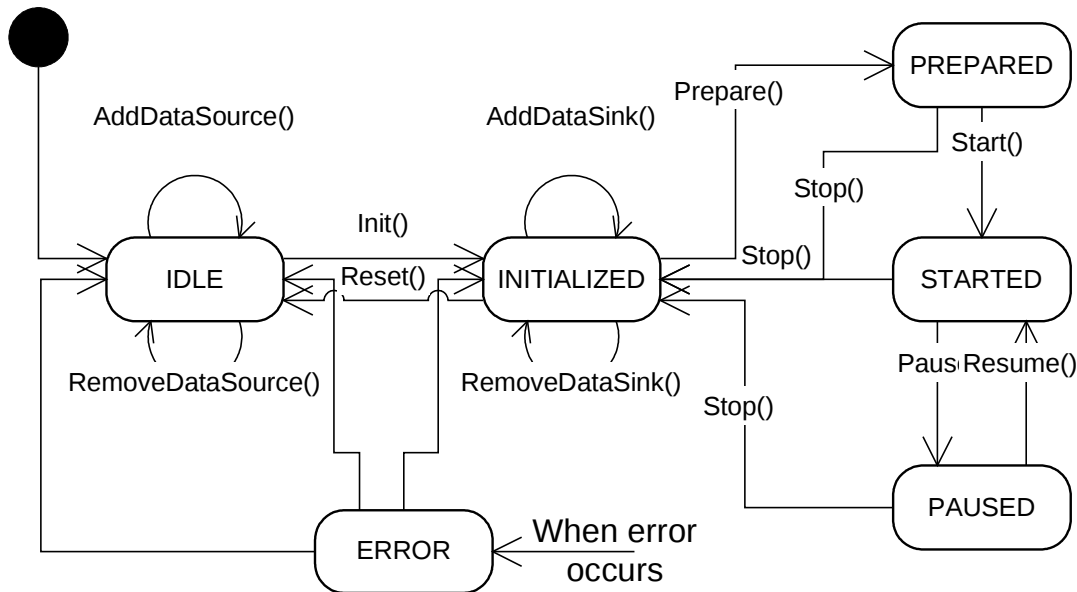 PREPARED
Prepare()
AddDataSource()
AddDataSink()
Start()
Stop()
Init()
Stop()
IDLE
Reset()
INITIALIZED
STARTED
Paus
Resume()
RemoveDataSource()
RemoveDataSink()
Stop()
PAUSED
ERROR
When error
occurs